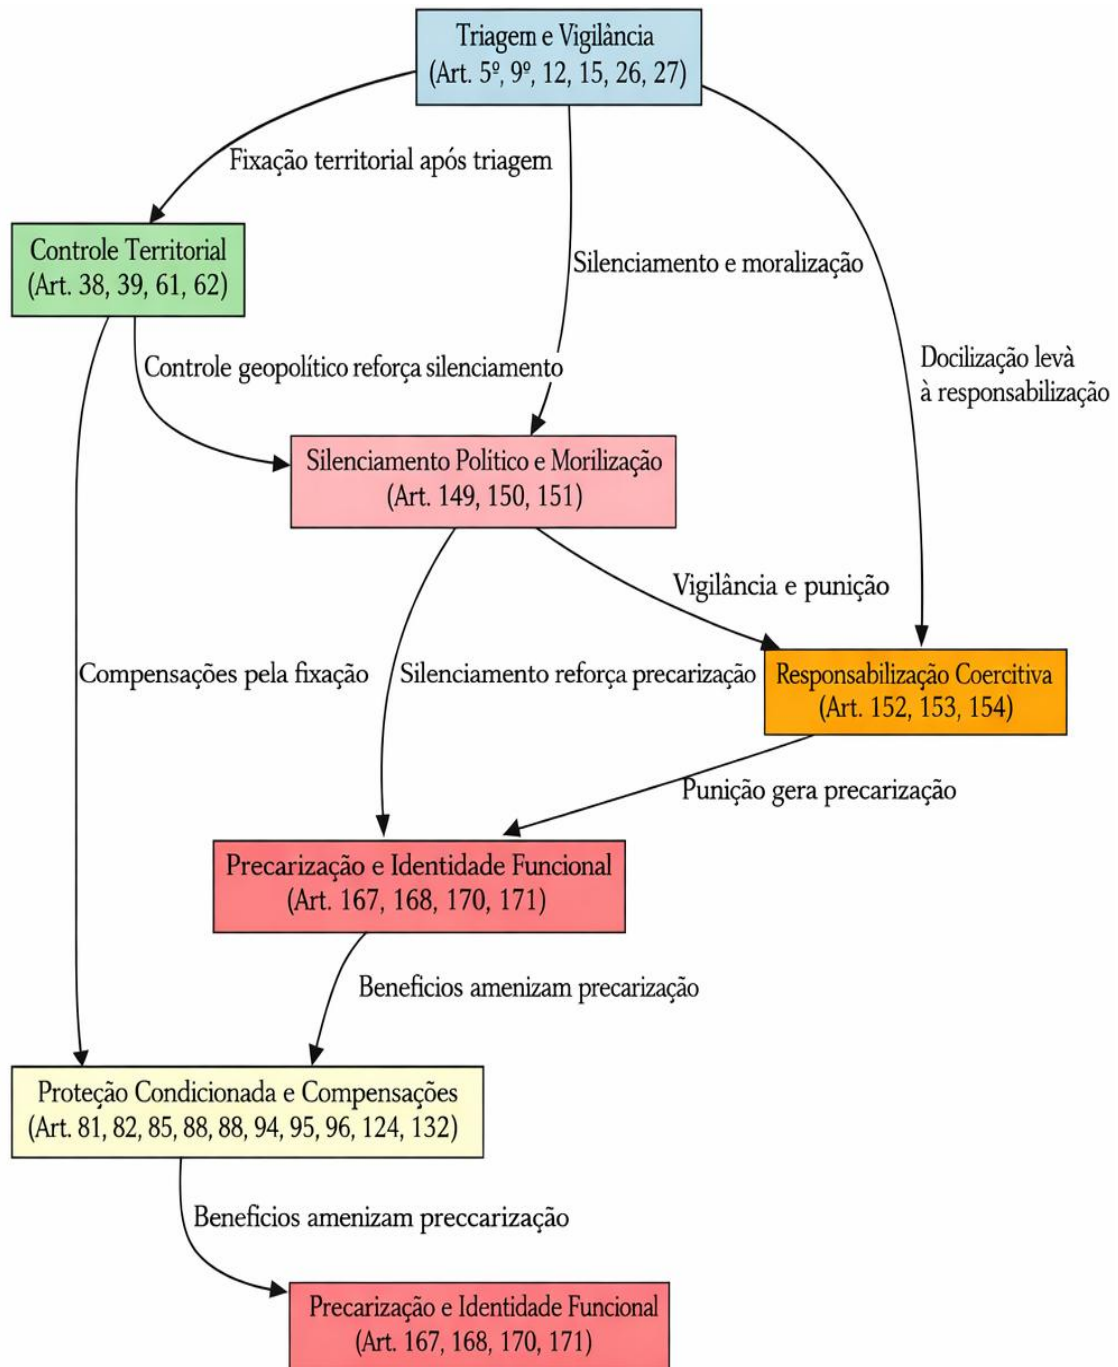 Triagem e Vigilância
(Art. 5º, 9º, 12, 15, 26, 27)
Fixação territorial após triagem
Controle Territorial
(Art. 38, 39, 61, 62)
Silenciamento e moralização
Controle geopolítico reforça silenciamento
Docilização levà
à responsabilização
Silenciamento Político e Morilização
(Art. 149, 150, 151)
Vigilância e punição
Compensações pela fixação
Silenciamento reforça precarização
Responsabilização Coercitiva
(Art. 152, 153, 154)
Punição gera precarização
Precarização e Identidade Funcional
(Art. 167, 168, 170, 171)
Beneficios amenizam precarização
Proteção Condicionada e Compensações
(Art. 81, 82, 85, 88, 88, 94, 95, 96, 124, 132)
Beneficios amenizam preccarização
Precarização e Identidade Funcional
(Art. 167, 168, 170, 171)